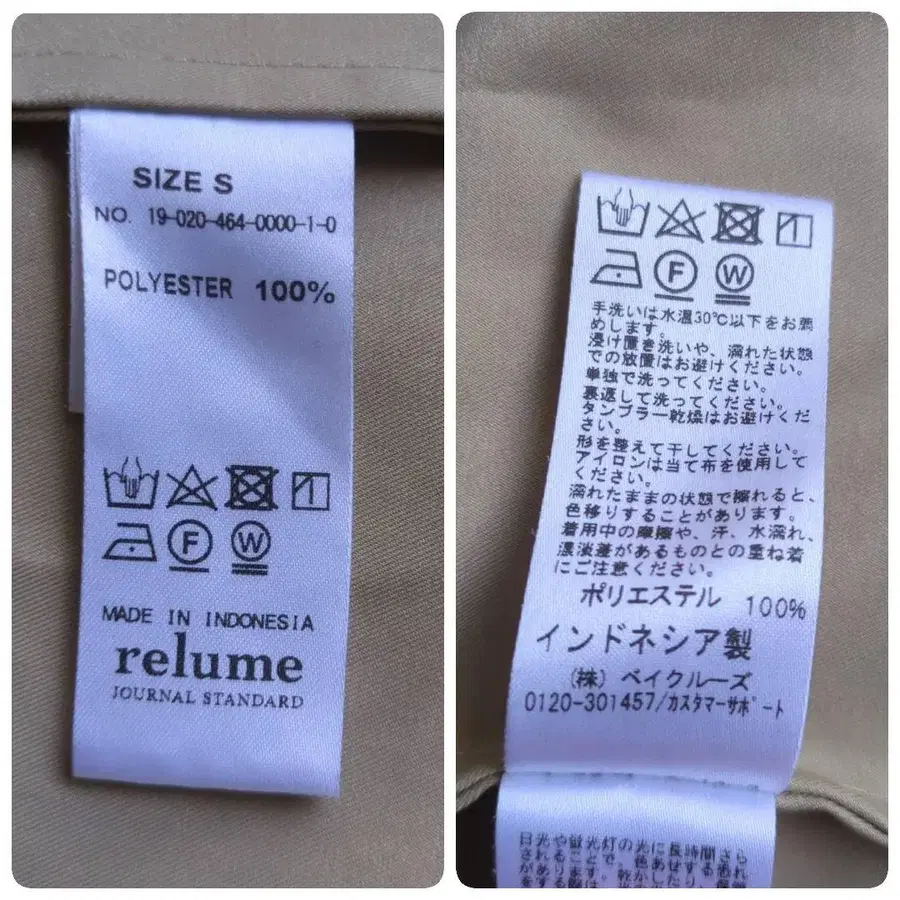 SIZE S
NO. 19-020-464-0000-1-0
POLYESTER 100%
F W
MADE IN INDONESIA
relume
JOURNAL STANDARD
F W
手洗いは水温30℃以下をお薦
めします。
浸け置き洗いや、濡れた状態
での放置はお避けください。
単独で洗ってください。
裏返して洗ってください。
タンブラー乾燥はお避けくだ
さい。
形を整えて干してください。
アイロンは当て布を使用して
ください。
濡れたままの状態で擦れると、
色移りすることがあります。
着用中の摩擦や、汗、水濡れ、
濃淡差があるものとの重ね着
にご注意ください。
ポリエステル 100%
インドネシア製
(株) ベイクルーズ
0120-301457/カスタマーサポート